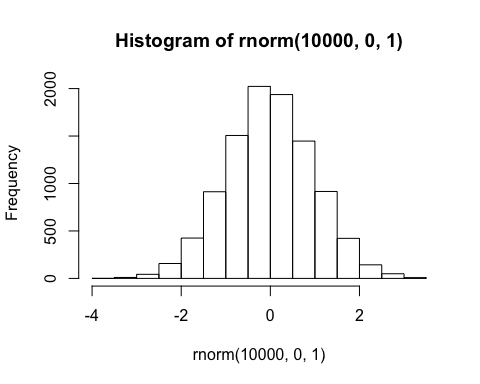 Histogram of rnorm(10000, 0, 1)
Frequency
2000
1000
500
0
-4 -2 0 2
rnorm(10000, 0, 1)